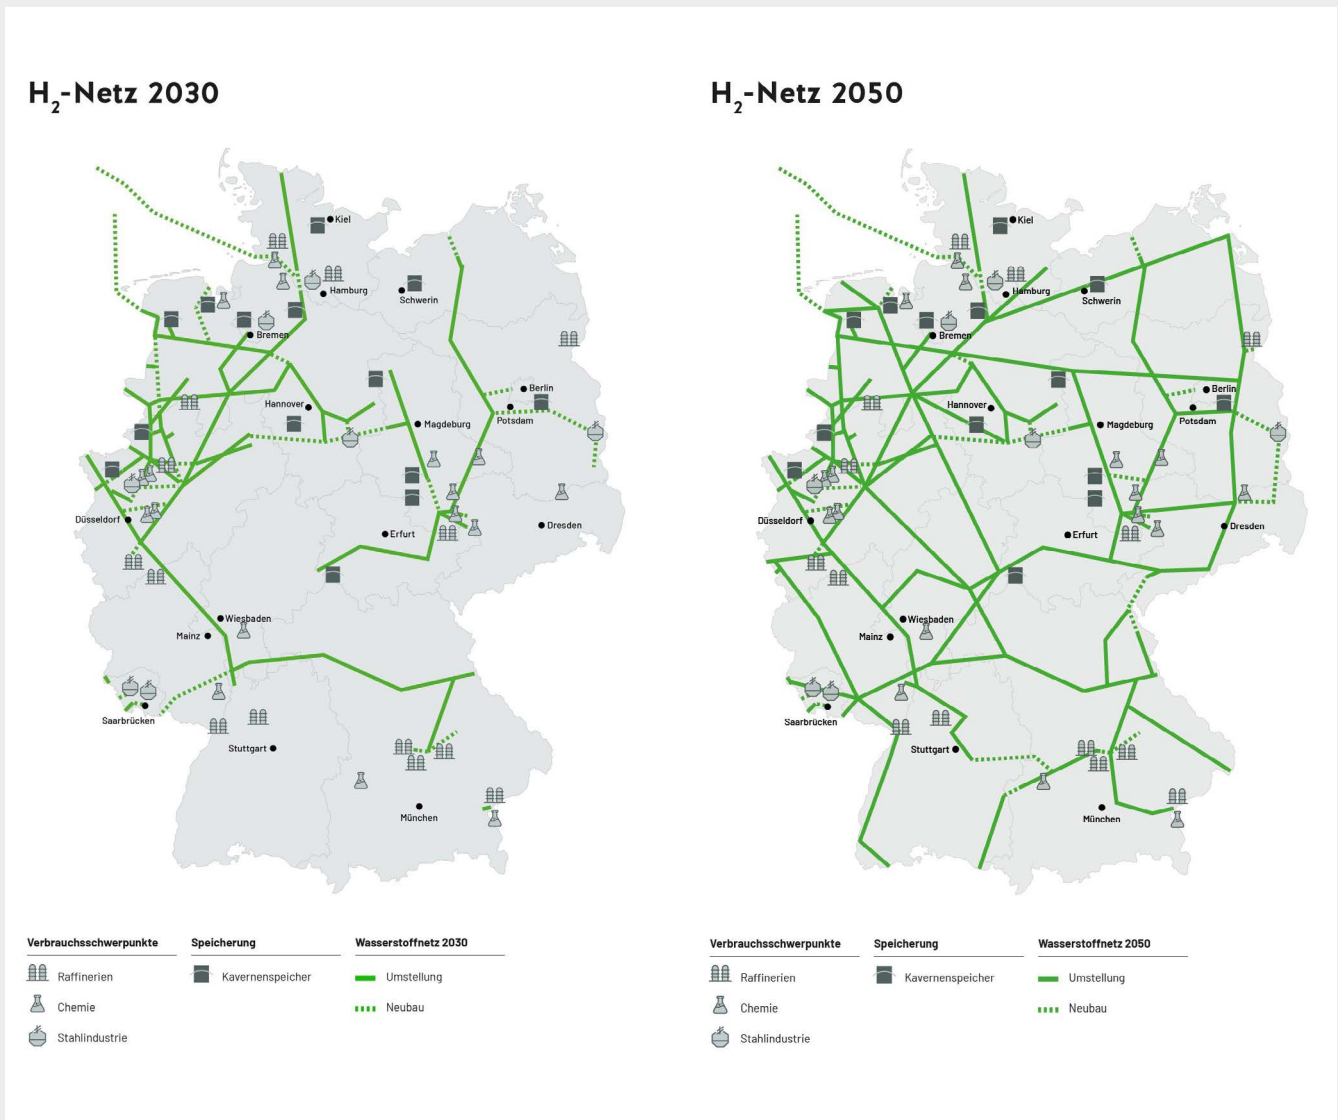 H2-Netz 2030
Kiel
Hamburg
Schwerin
Bremen
Berlin
Hannover
Potsdam
Magdeburg
Düsseldorf
Dresden
Erfurt
Wiesbaden
Mainz
Saarbrücken
Stuttgart
München
Verbrauchsschwerpunkte
Raffinerien
Chemie
Stahlindustrie
Speicherung
Kavernenspeicher
Wasserstoffnetz 2030
Umstellung
Neubau
H2-Netz 2050
Kiel
Hamburg
Schwerin
Bremen
Berlin
Hannover
Potsdam
Magdeburg
Düsseldorf
Dresden
Erfurt
Wiesbaden
Mainz
Saarbrücken
Stuttgart
München
Verbrauchsschwerpunkte
Raffinerien
Chemie
Stahlindustrie
Speicherung
Kavernenspeicher
Wasserstoffnetz 2050
Umstellung
Neubau